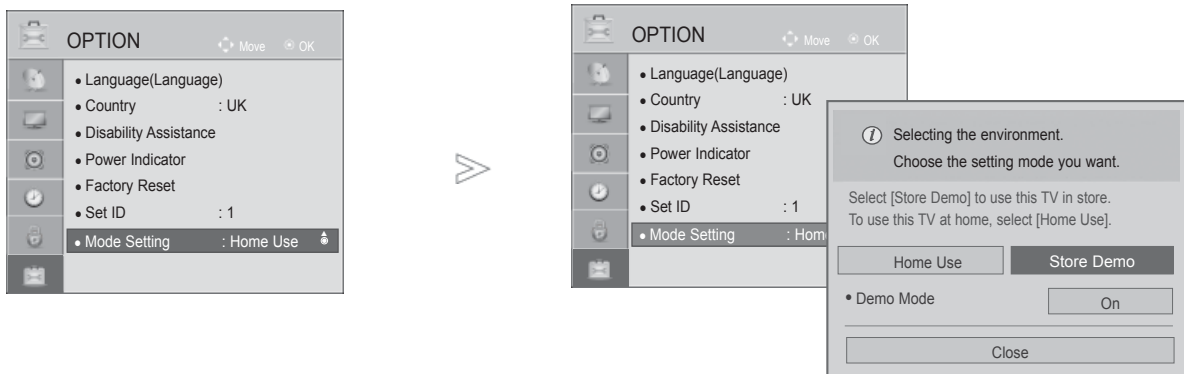 OPTION
Move OK
• Language(Language)
• Country : UK
• Disability Assistance
• Power Indicator
• Factory Reset
• Set ID : 1
• Mode Setting : Home Use
OPTION
Move OK
• Language(Language)
• Country : UK
• Disability Assistance
• Power Indicator
• Factory Reset
• Set ID : 1
• Mode Setting : Hom
i Selecting the environment.
Choose the setting mode you want.
Select [Store Demo] to use this TV in store.
To use this TV at home, select [Home Use].
Home Use Store Demo
• Demo Mode On
Close